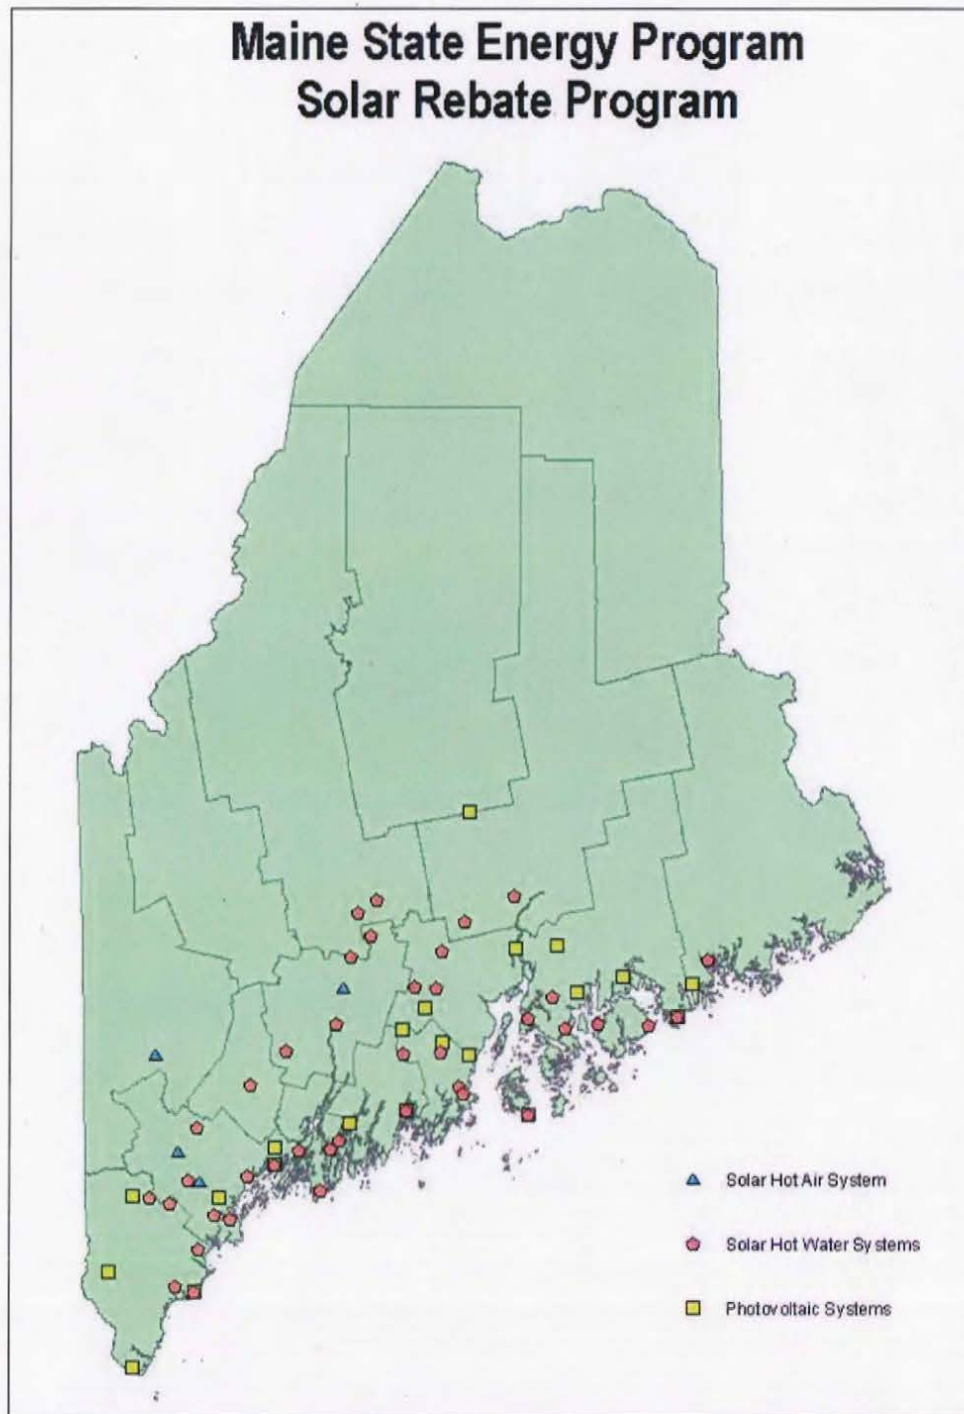 Maine State Energy Program
Solar Rebate Program
Solar Hot Air System
Solar Hot Water Systems
Photovoltaic Systems